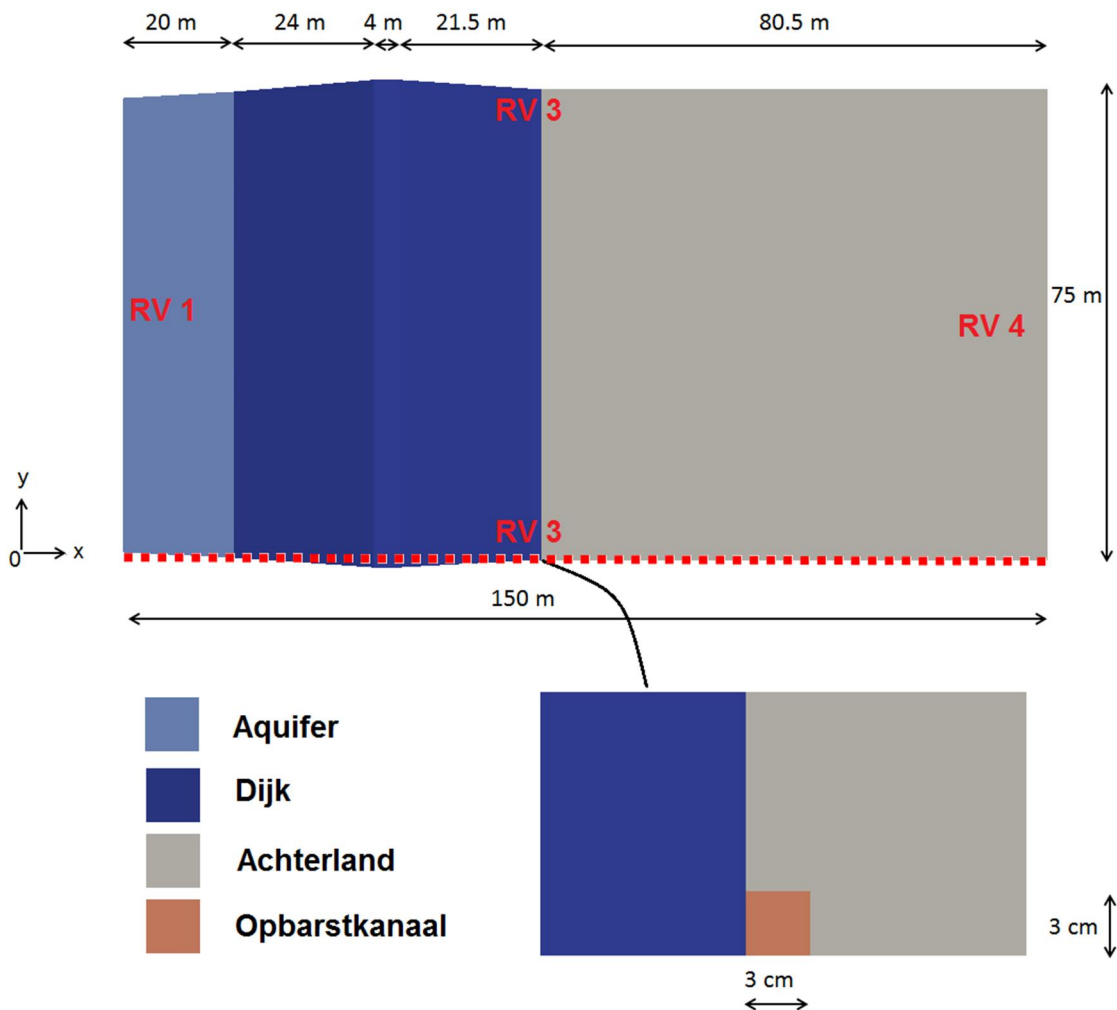 20 m
24 m
4 m
21.5 m
80.5 m
RV 3
RV 1
75 m
RV 4
RV 3
y
0
x
150 m
Aquifer
Dijk
Achterland
Opbarstkanaal
3 cm
3 cm